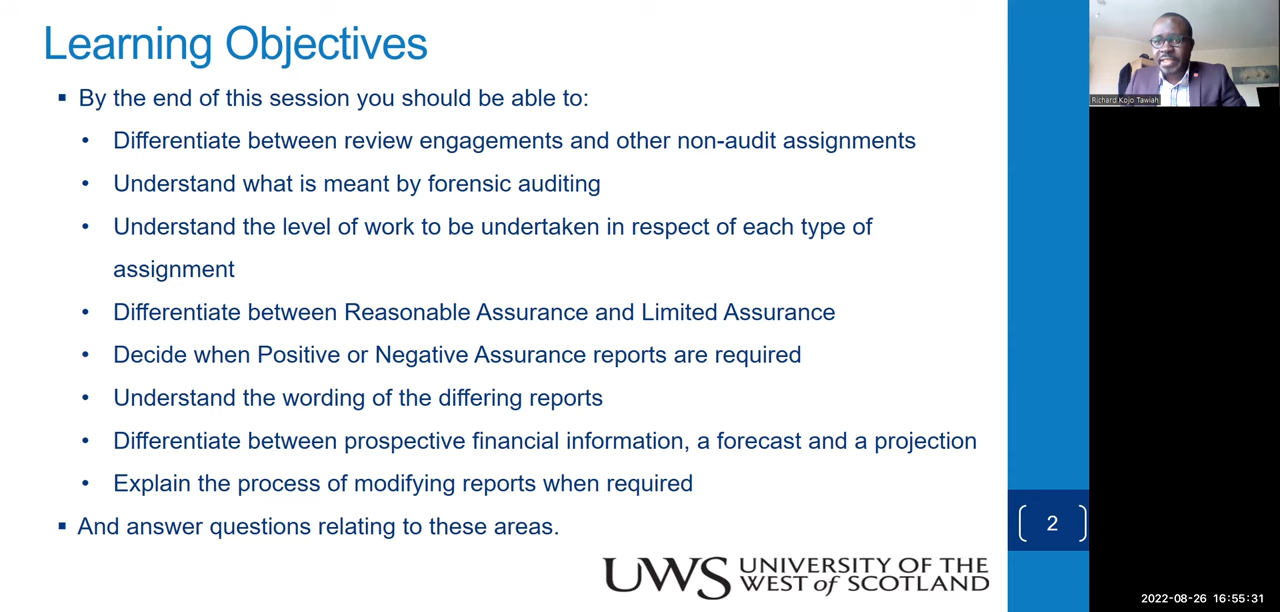 Learning Objectives
▪ By the end of this session you should be able to:
• Differentiate between review engagements and other non-audit assignments
• Understand what is meant by forensic auditing
• Understand the level of work to be undertaken in respect of each type of
assignment
• Differentiate between Reasonable Assurance and Limited Assurance
• Decide when Positive or Negative Assurance reports are required
• Understand the wording of the differing reports
• Differentiate between prospective financial information, a forecast and a projection
• Explain the process of modifying reports when required
▪ And answer questions relating to these areas.
UWS UNIVERSITY OF THE
WEST of SCOTLAND
2
Richard Kojo Tawiah
2022-08-26 16:55:31